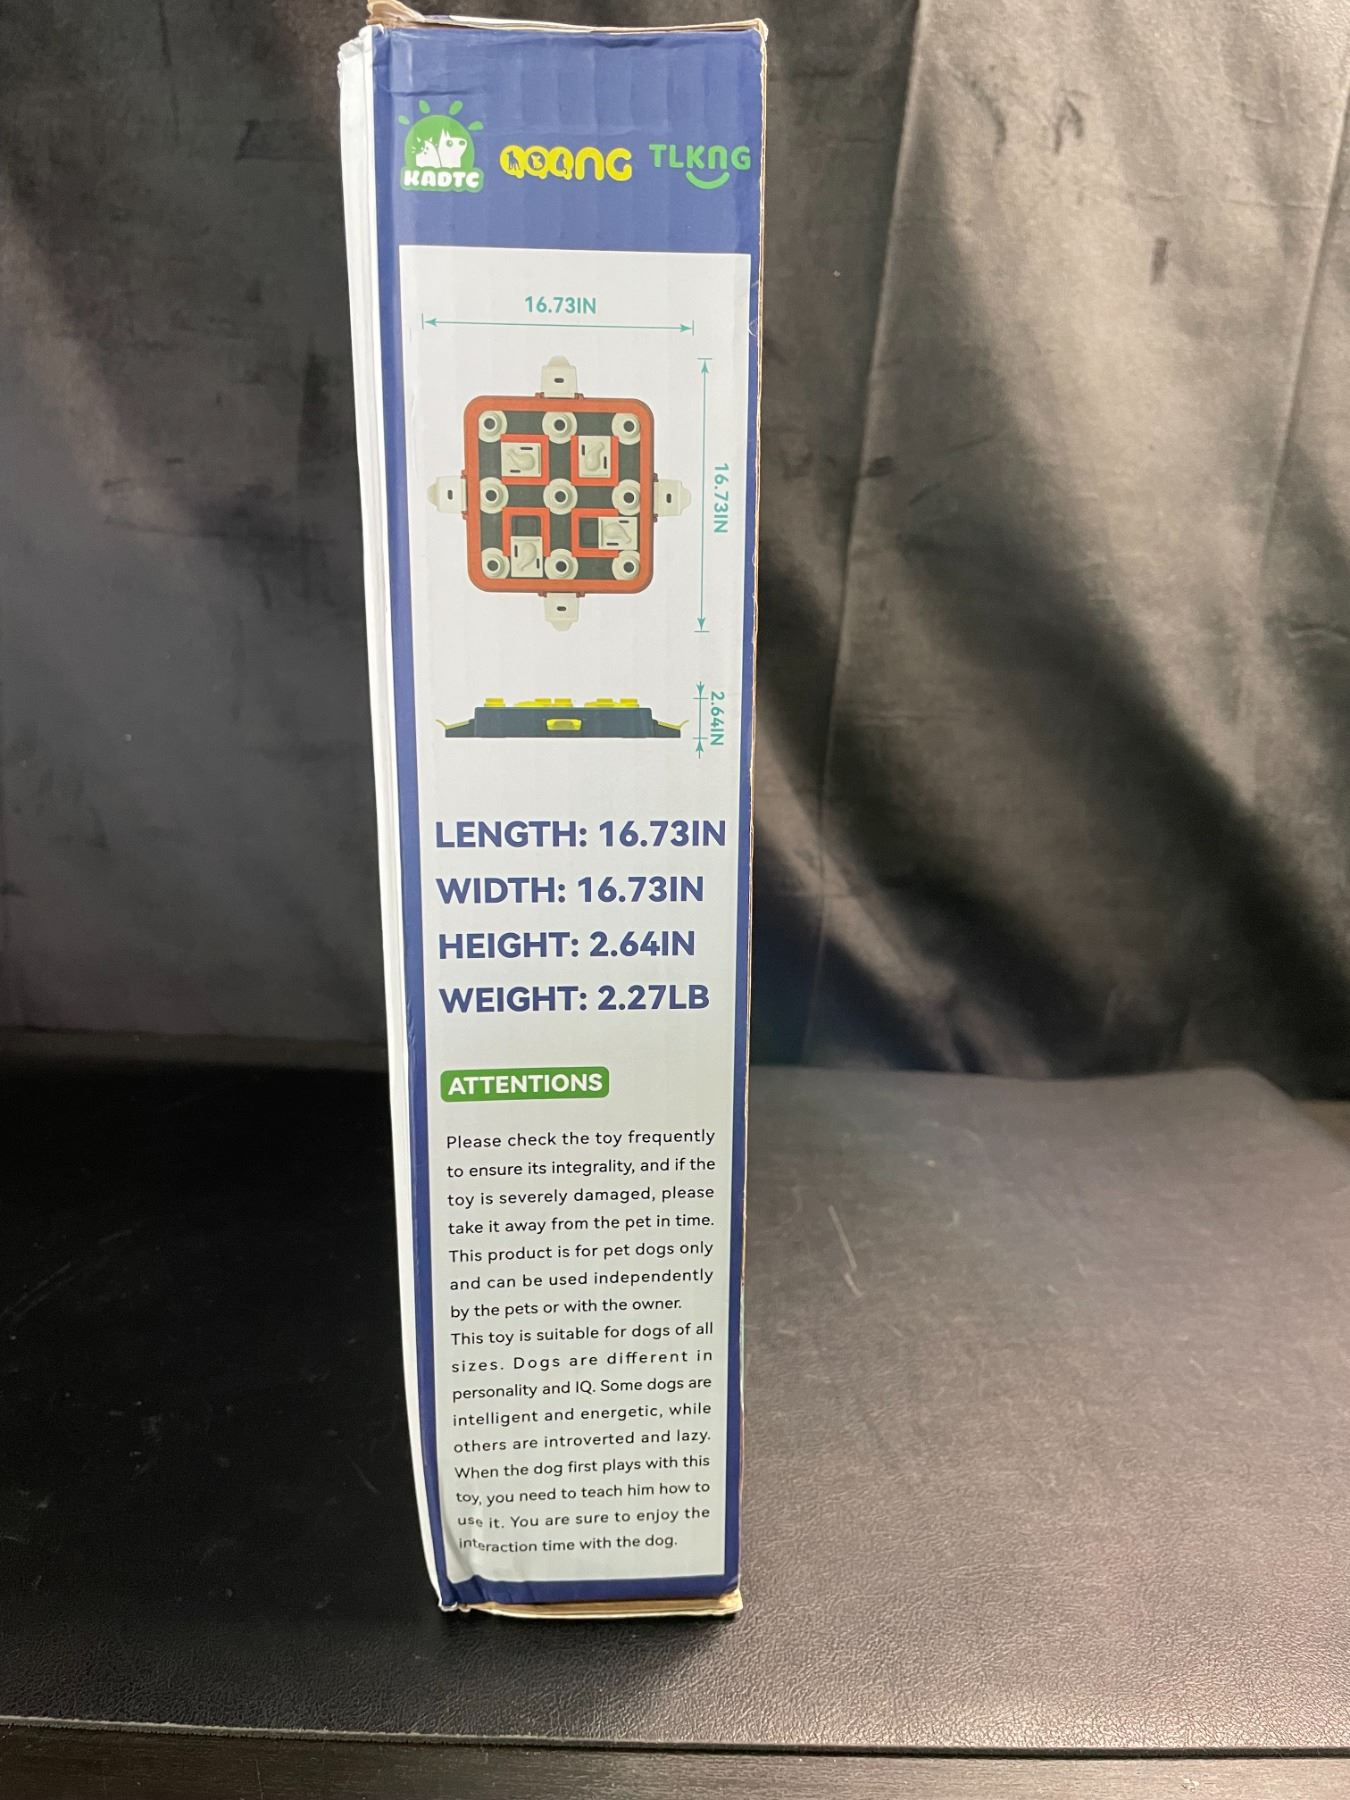 KADTC QQQNG TLKNG
16.73IN
16.73IN
2.64IN
LENGTH: 16.73IN
WIDTH: 16.73IN
HEIGHT: 2.64IN
WEIGHT: 2.27LB
ATTENTIONS
Please check the toy frequently
to ensure its integrality, and if the
toy is severely damaged, please
take it away from the pet in time.
This product is for pet dogs only
and can be used independently
by the pets or with the owner.
This toy is suitable for dogs of all
sizes. Dogs are different in
personality and IQ. Some dogs are
intelligent and energetic, while
others are introverted and lazy.
When the dog first plays with this
toy, you need to teach him how to
use it. You are sure to enjoy the
interaction time with the dog.